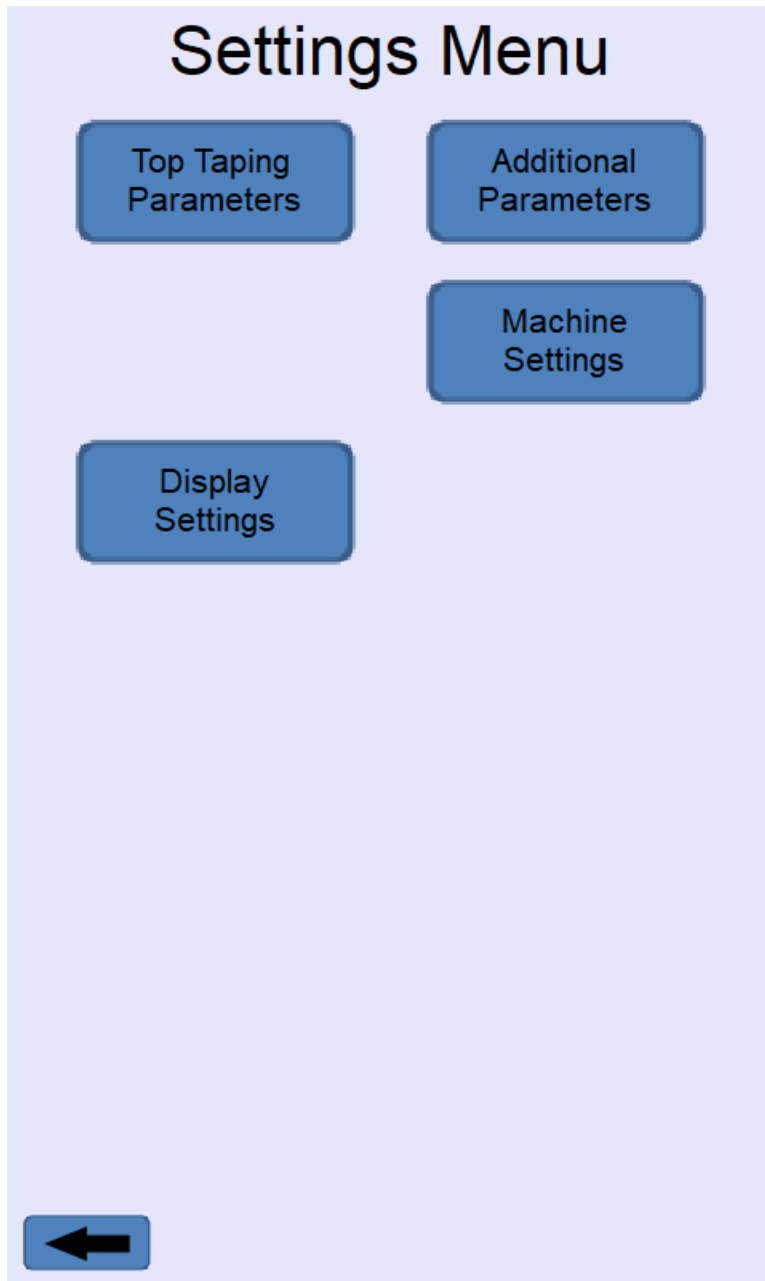 Settings Menu
Top Taping
Parameters
Additional
Parameters
Machine
Settings
Display
Settings